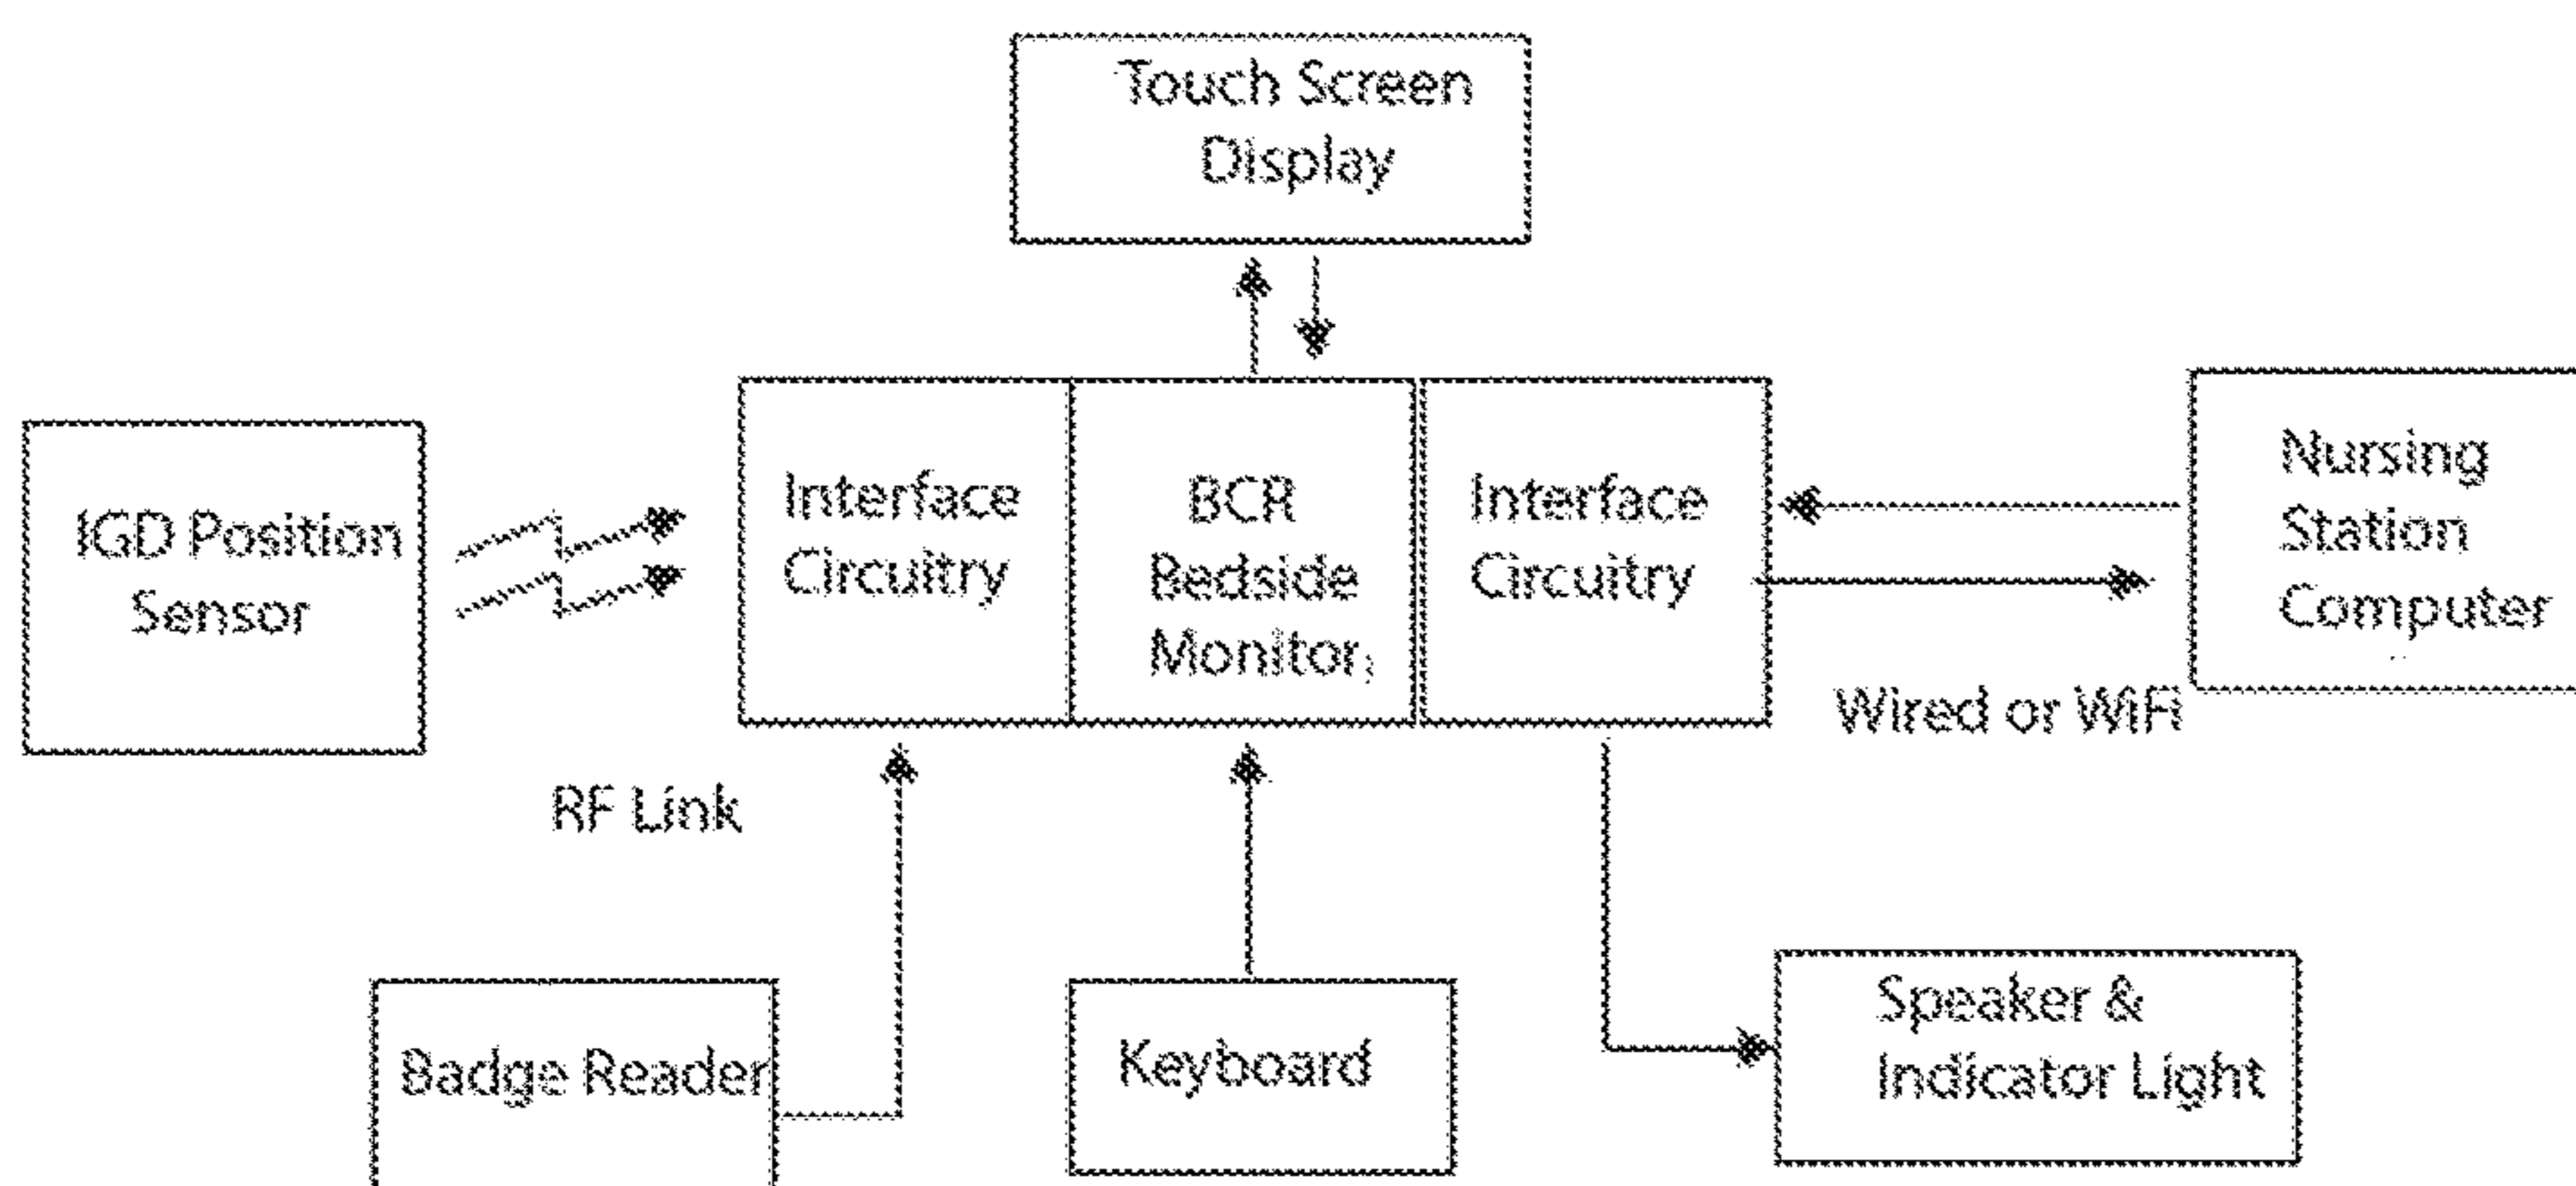 Touch Screen
Display
IGD Position
Sensor
Interface
Circuitry
BCR
Bedside
Monitor,
Interface
Circuitry
Nursing
Station
Computer
Wired or WiFi
RF Link
Badge Reader
Keyboard
Speaker &
Indicator Light